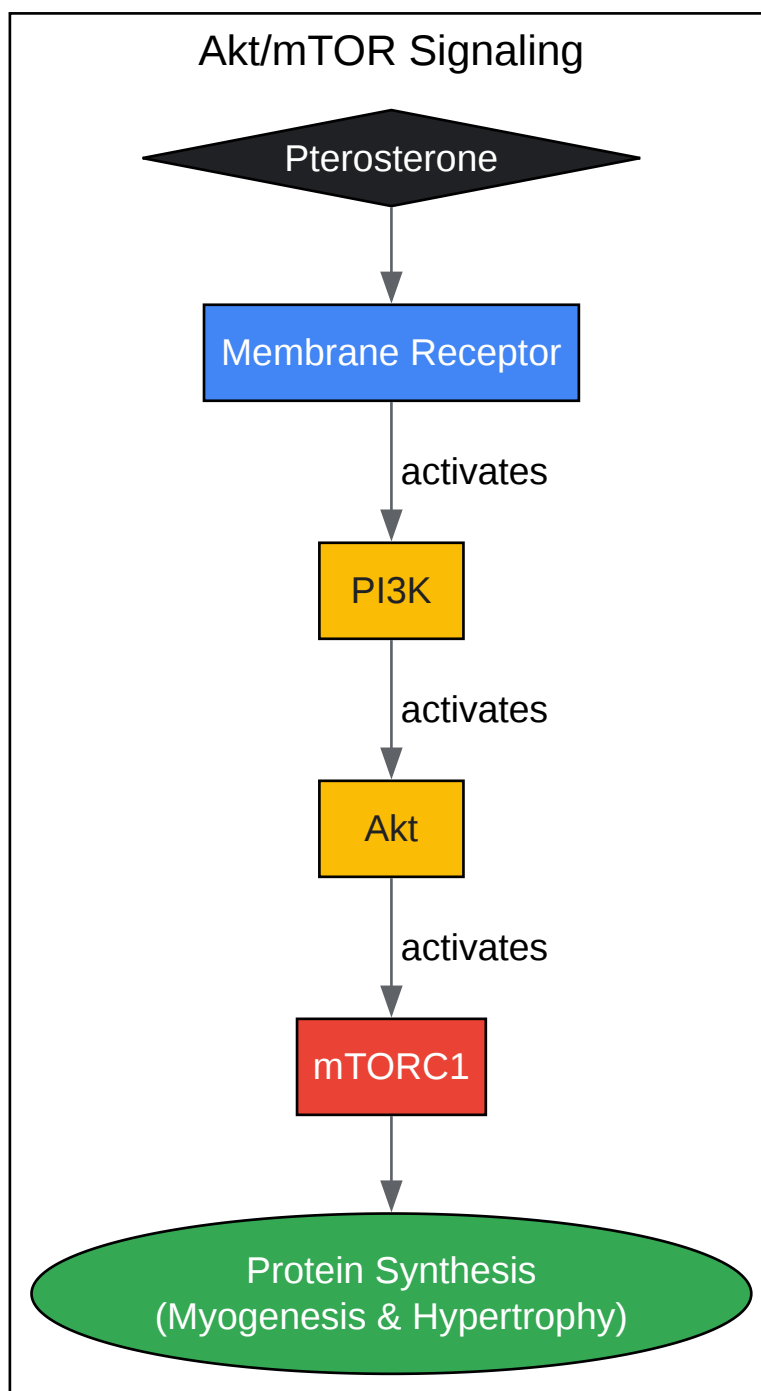 Akt/mTOR Signaling
Pterosterone
Membrane Receptor
activates
PI3K
activates
Akt
activates
mTORC1
Protein Synthesis
(Myogenesis & Hypertrophy)